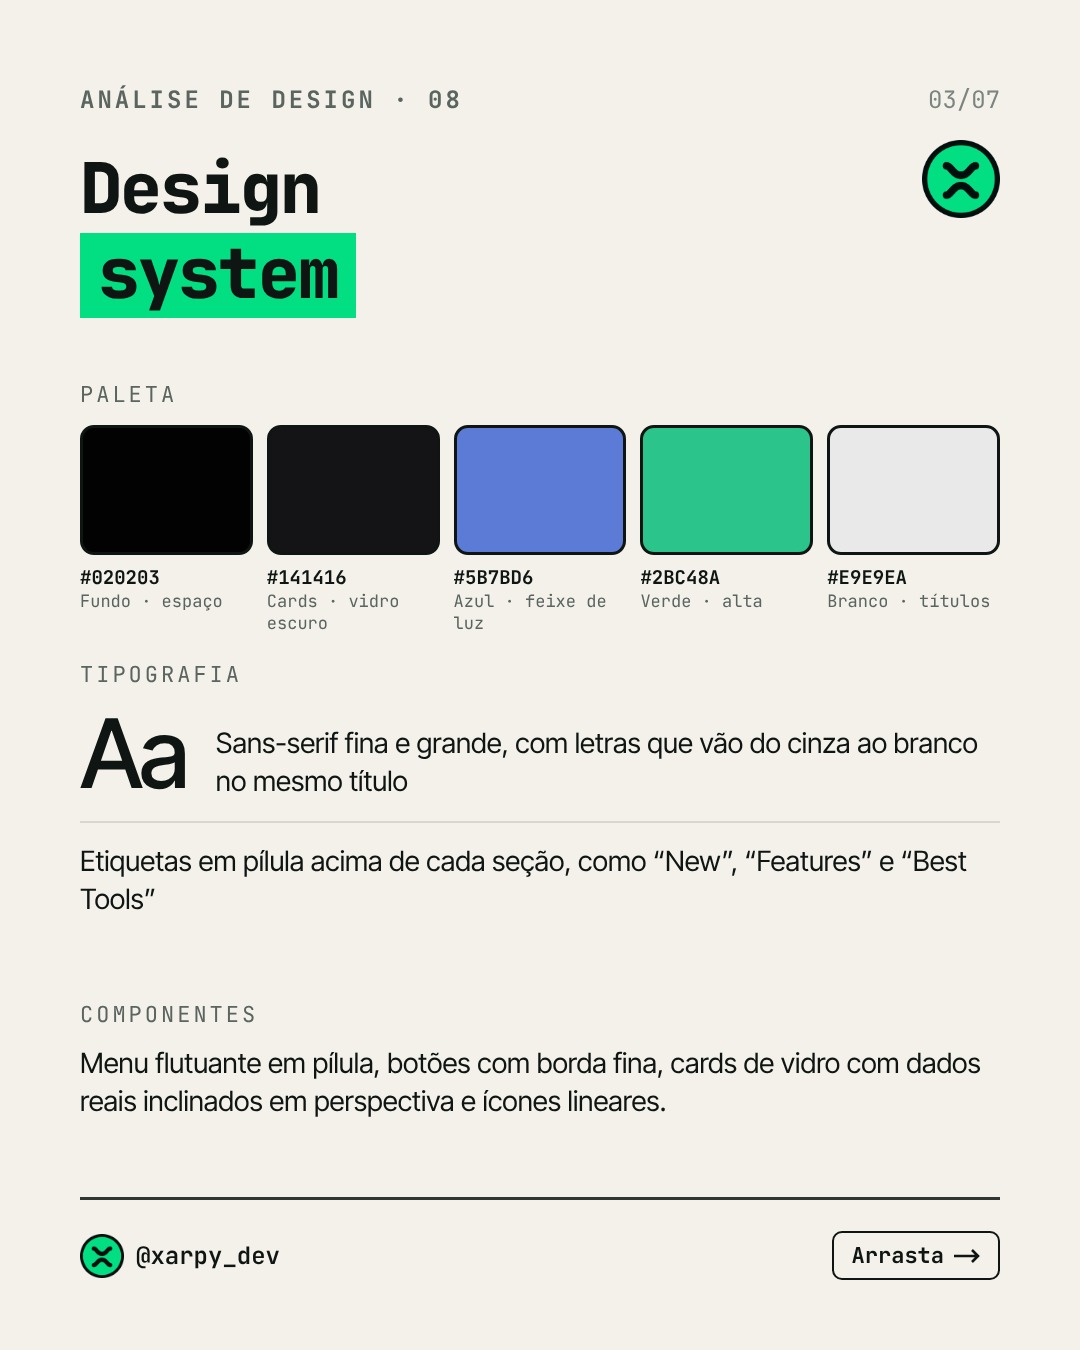 ANÁLISE DE DESIGN · 08
03/07
Design
system
PALETA
#020203
Fundo · espaço
#141416
Cards · vidro
escuro
#5B7BD6
Azul · feixe de
luz
#2BC48A
Verde · alta
#E9E9EA
Branco · títulos
TIPOGRAFIA
Aa
Sans-serif fina e grande, com letras que vão do cinza ao branco
no mesmo título
Etiquetas em pílula acima de cada seção, como “New”, “Features” e “Best
Tools”
COMPONENTES
Menu flutuante em pílula, botões com borda fina, cards de vidro com dados
reais inclinados em perspectiva e ícones lineares.
@xarpy_dev
Arrasta →